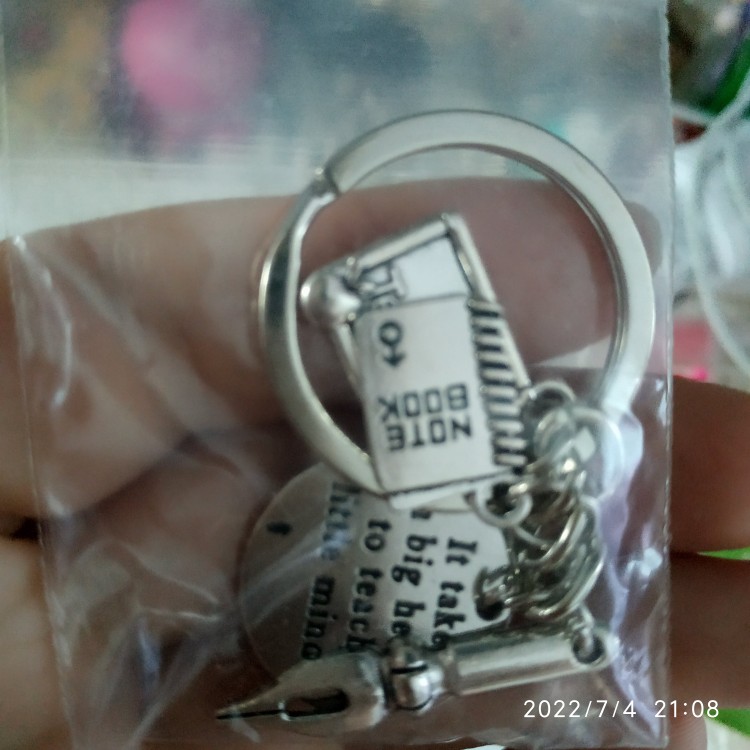 NOTE
BOOK
It take
a big he
to teach
little mind
2022/7/4 21:08